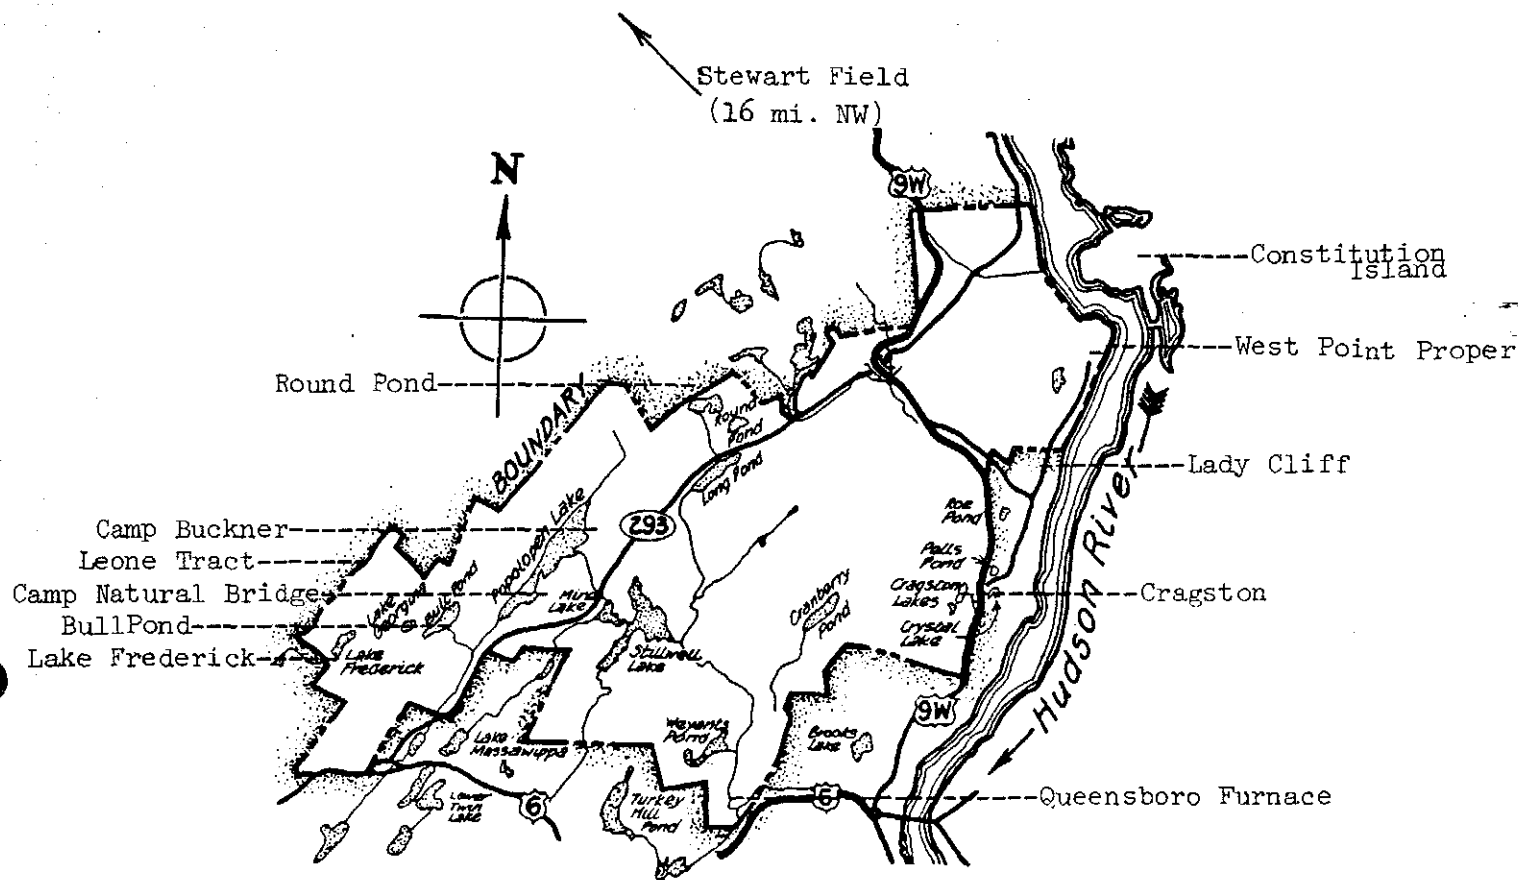 Stewart Field
(16 mi. NW)
N
9W
Constitution
Island
West Point Proper
Round Pond
BOUNDARY
Round
Pond
Long Pond
Lady Cliff
Hudson River
Camp Buckner
Popolopen Lake
293
Roe
Pond
Leone Tract
Bull Pond
Camp Natural Bridge
Lake
Georgina
Mine
Lake
Cranberry
Pond
Cragston
Lakes
Cragston
BullPond
Crystal
Lake
Lake Frederick
Lake
Frederick
Stillwell
Lake
9W
Lake
Massawippa
Weyants
Pond
Brooks
Lake
Lower
Twin
Lake
6
Turkey
Hill
Pond
6
Queensboro Furnace